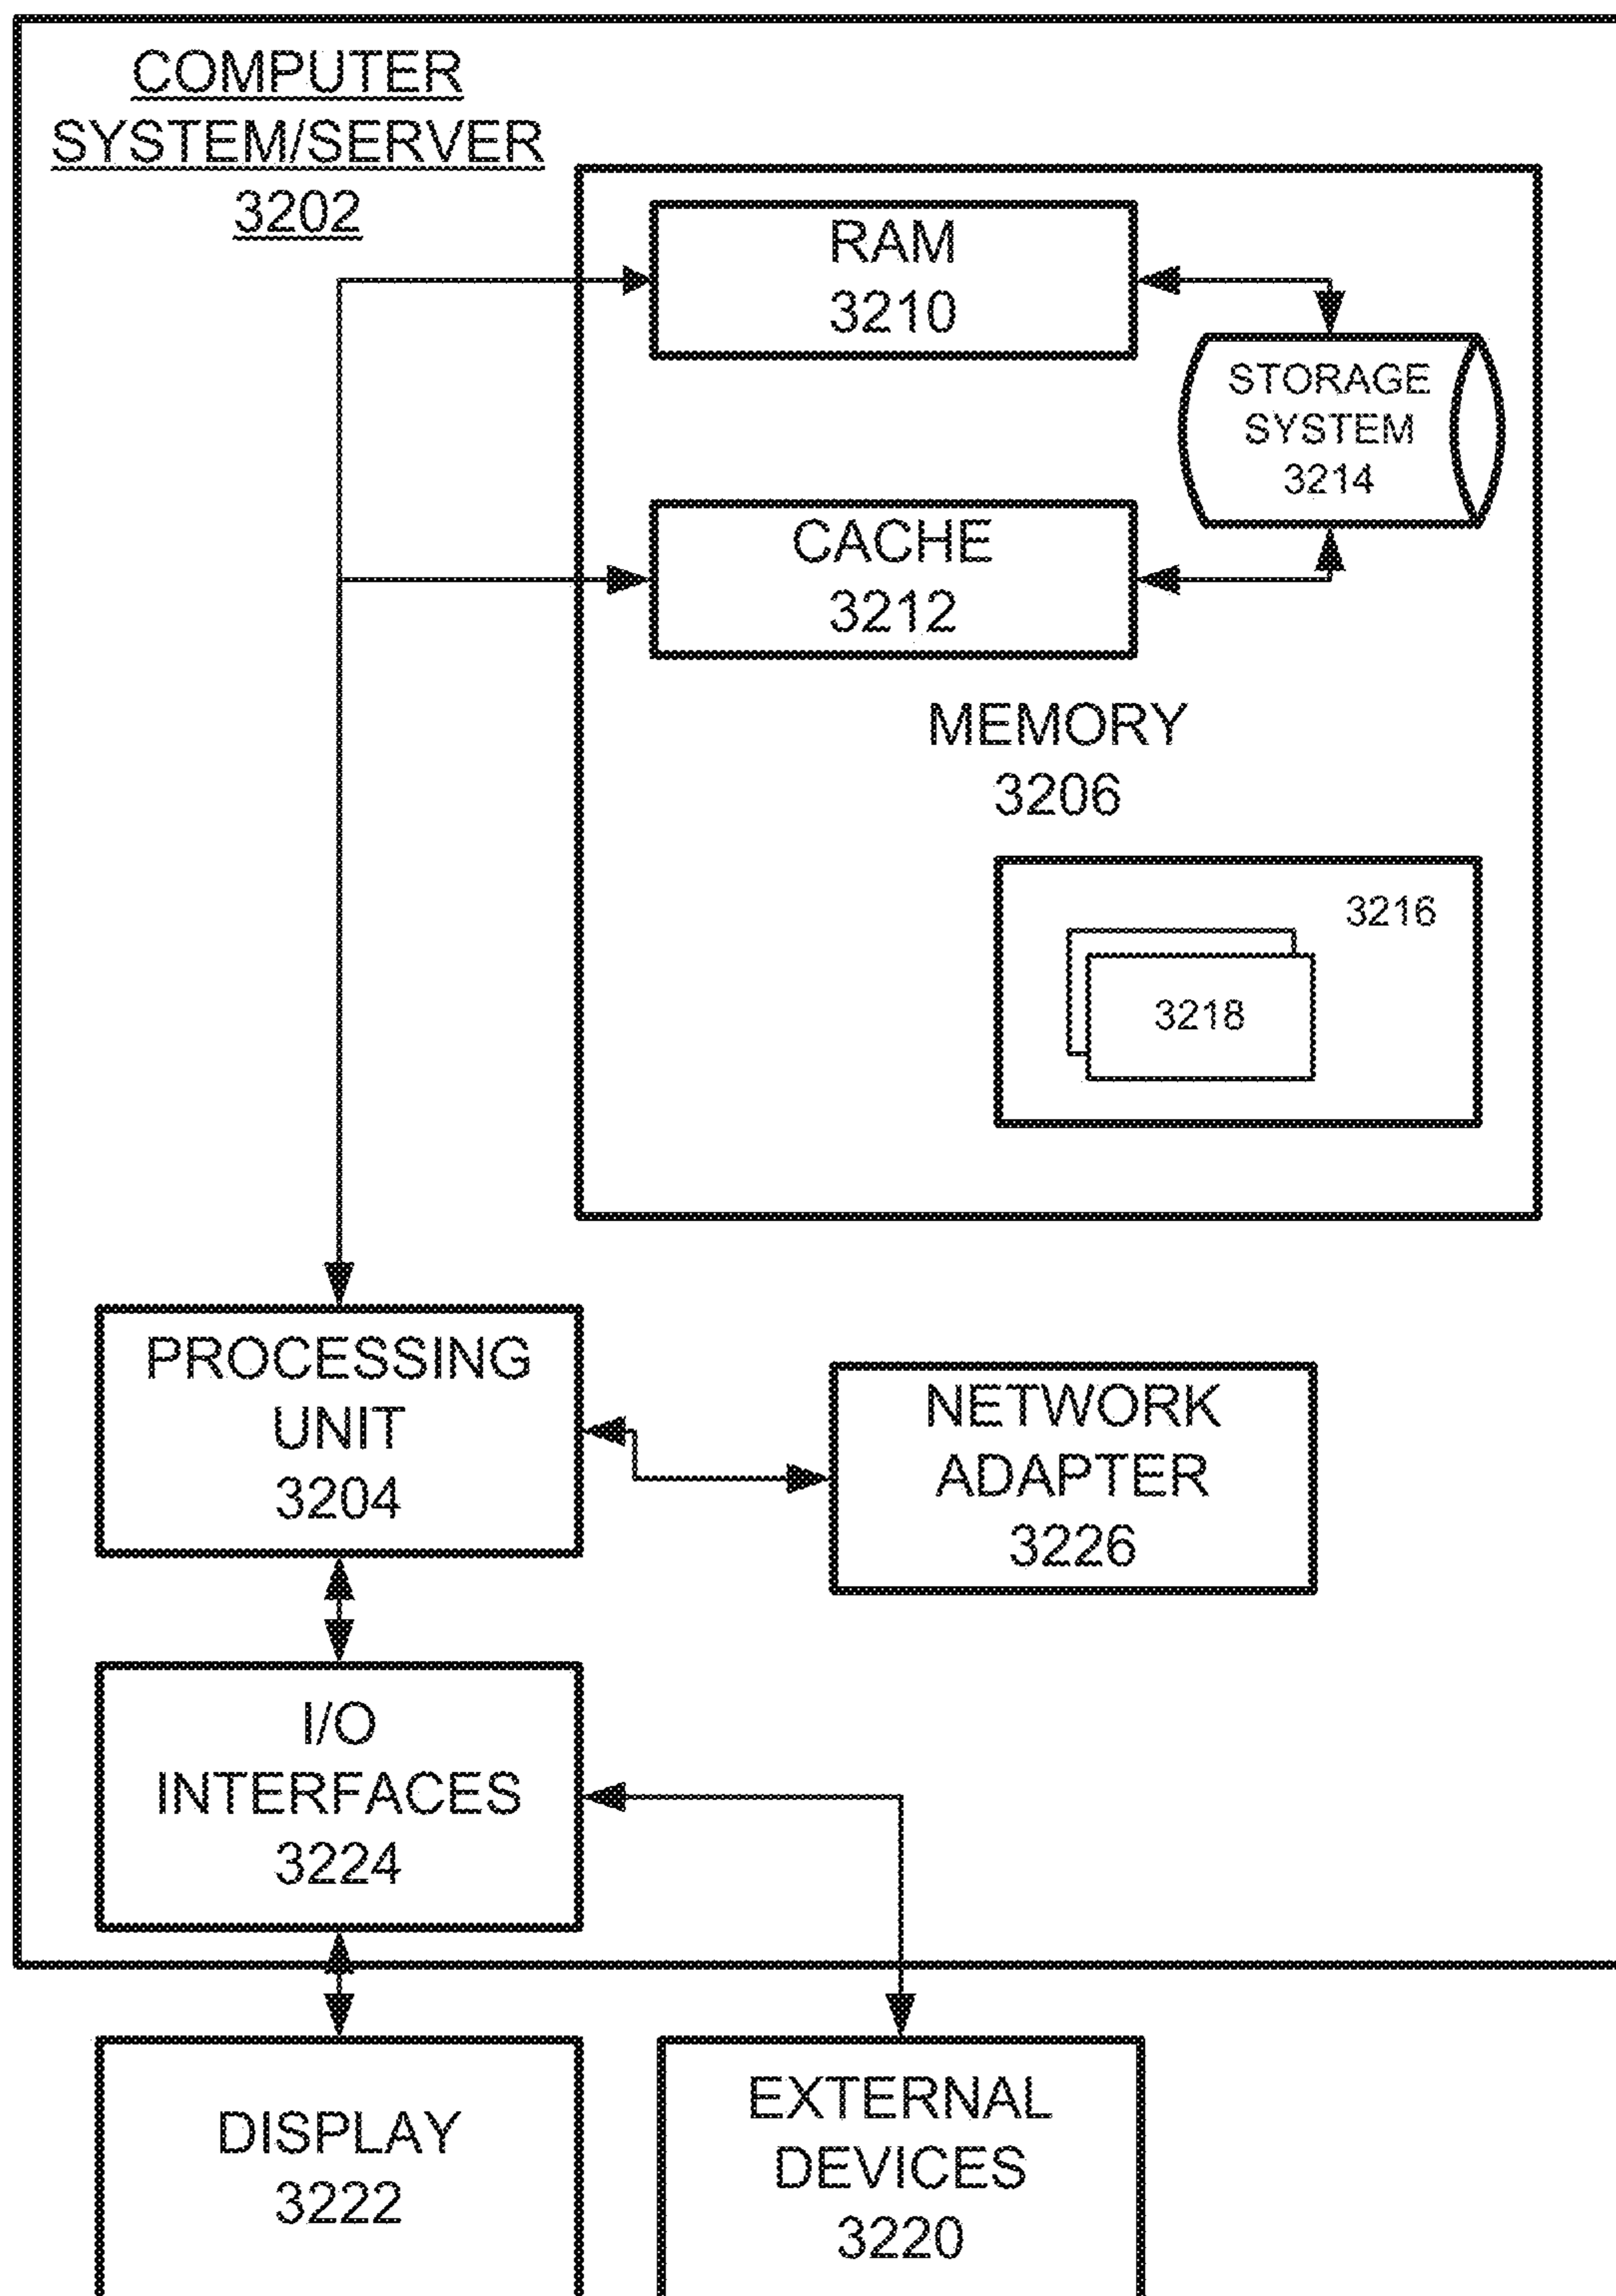 COMPUTER
SYSTEM/SERVER
3202
RAM
3210
STORAGE
SYSTEM
3214
CACHE
3212
MEMORY
3206
3216
3218
PROCESSING
UNIT
3204
NETWORK
ADAPTER
3226
I/O
INTERFACES
3224
DISPLAY
3222
EXTERNAL
DEVICES
3220